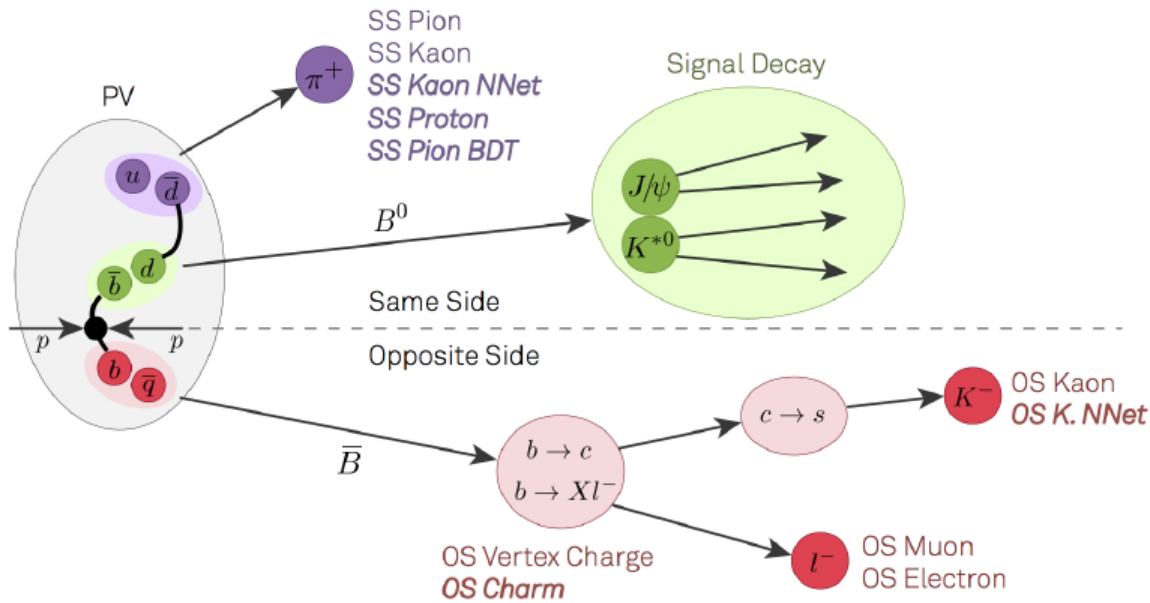 SS Pion
SS Kaon
SS Kaon NNet
SS Proton
SS Pion BDT
π⁺
PV
Signal Decay
u
d̅
J/ψ
K*⁰
B⁰
b̅
d
Same Side
p
p
Opposite Side
b
q̅
B̅
b → c
b → Xl⁻
c → s
K⁻
OS Kaon
OS K. NNet
OS Vertex Charge
OS Charm
l⁻
OS Muon
OS Electron